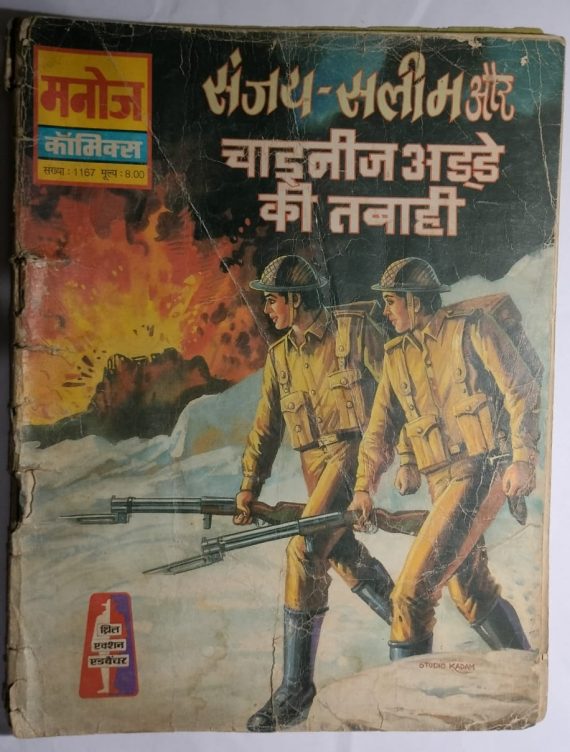 मनोज
कॉमिक्स
संख्या : 1167 मूल्य : 8.00
संजय - सलीम और
चाइनीज अड्डे
की तबाही
थ्रिल
एक्शन
एडवेंचर
STUDIO KADAM